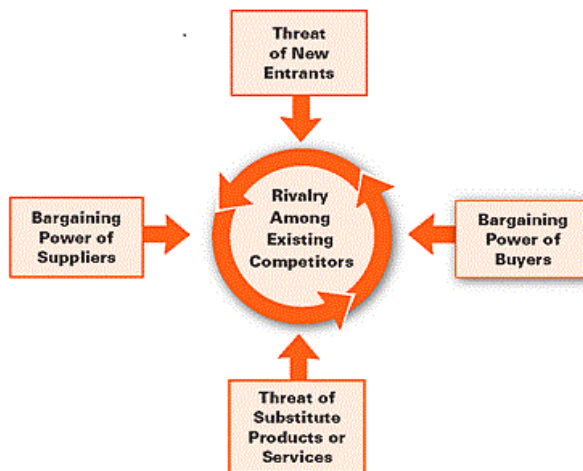 Threat
of New
Entrants
Bargaining
Power of
Suppliers
Rivalry
Among
Existing
Competitors
Bargaining
Power of
Buyers
Threat of
Substitute
Products or
Services